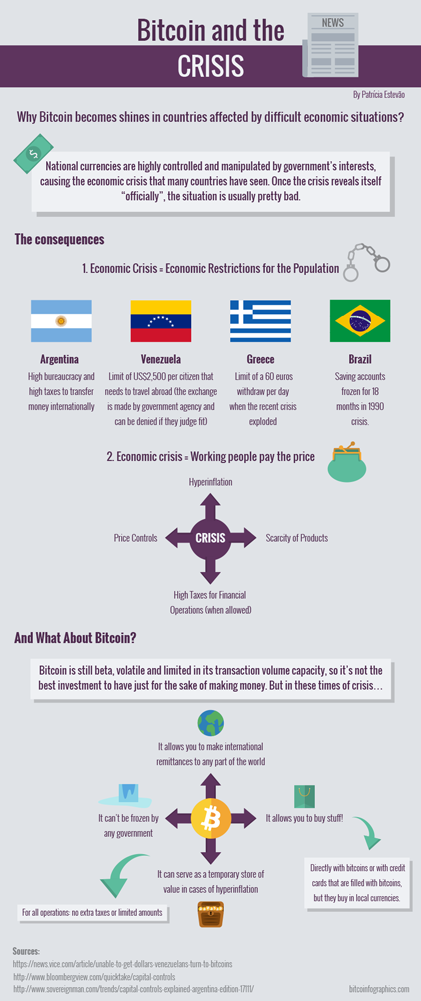 Bitcoin and the
NEWS
CRISIS
By Patrícia Estevão
Why Bitcoin becomes shines in countries affected by difficult economic situations?
$
National currencies are highly controlled and manipulated by government's interests,
causing the economic crisis that many countries have seen. Once the crisis reveals itself
"officially", the situation is usually pretty bad.
The consequences
1. Economic Crisis = Economic Restrictions for the Population
Argentina
High bureaucracy and
high taxes to transfer
money internationally
Venezuela
Limit of US$2,500 per citizen that
needs to travel abroad (the exchange
is made by government agency and
can be denied if they judge fit)
Greece
Limit of a 60 euros
withdraw per day
when the recent crisis
exploded
Brazil
Saving accounts
frozen for 18
months in 1990
crisis.
2. Economic crisis = Working people pay the price
Hyperinflation
Price Controls
CRISIS
Scarcity of Products
High Taxes for Financial
Operations (when allowed)
And What About Bitcoin?
Bitcoin is still beta, volatile and limited in its transaction volume capacity, so it's not the
best investment to have just for the sake of making money. But in these times of crisis...
It allows you to make international
remittances to any part of the world
It can't be frozen by
any government
It allows you to buy stuff!
It can serve as a temporary store of
value in cases of hyperinflation
Directly with bitcoins or with credit
cards that are filled with bitcoins,
but they buy in local currencies.
For all operations: no extra taxes or limited amounts
Sources:
https://news.vice.com/article/unable-to-get-dollars-venezuelans-turn-to-bitcoins
http://www.bloombergview.com/quicktake/capital-controls
http://www.sovereignman.com/trends/capital-controls-explained-argentina-edition-17111/
bitcoinfographics.com